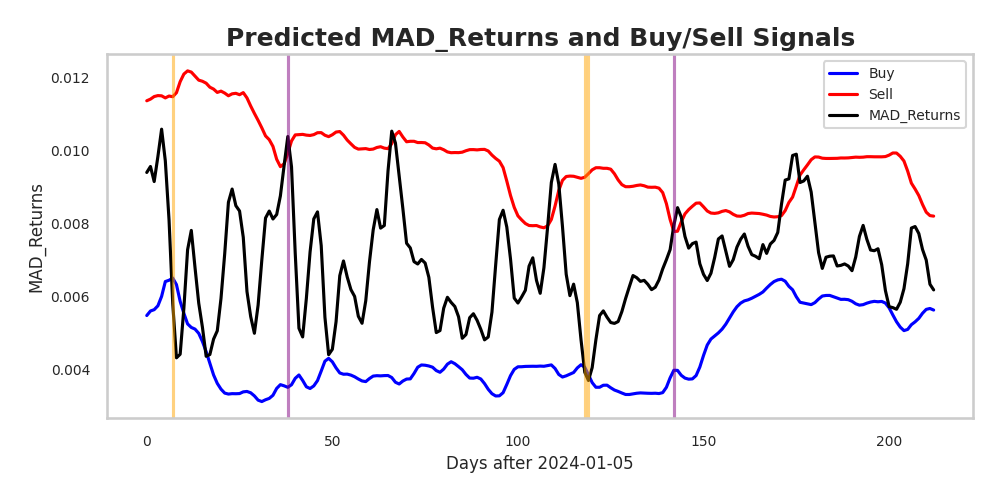 Predicted MAD_Returns and Buy/Sell Signals
MAD_Returns
0.012
0.010
0.008
0.006
0.004
Buy
Sell
MAD_Returns
0
50
100
150
200
Days after 2024-01-05